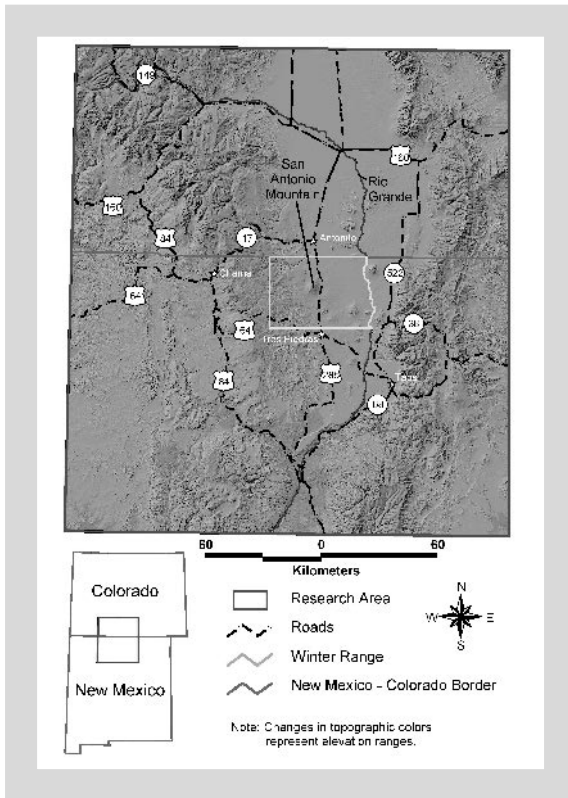 149
San
Antonio
Mountain
160
Rio
Grande
160
84
17
Antonito
Chama
522
64
64
38
Tres Piedras
285
Taos
84
68
60 0 60
Kilometers
Colorado
New Mexico
Research Area
Roads
Winter Range
New Mexico - Colorado Border
N
W E
S
Note: Changes in topographic colors
represent elevation ranges.